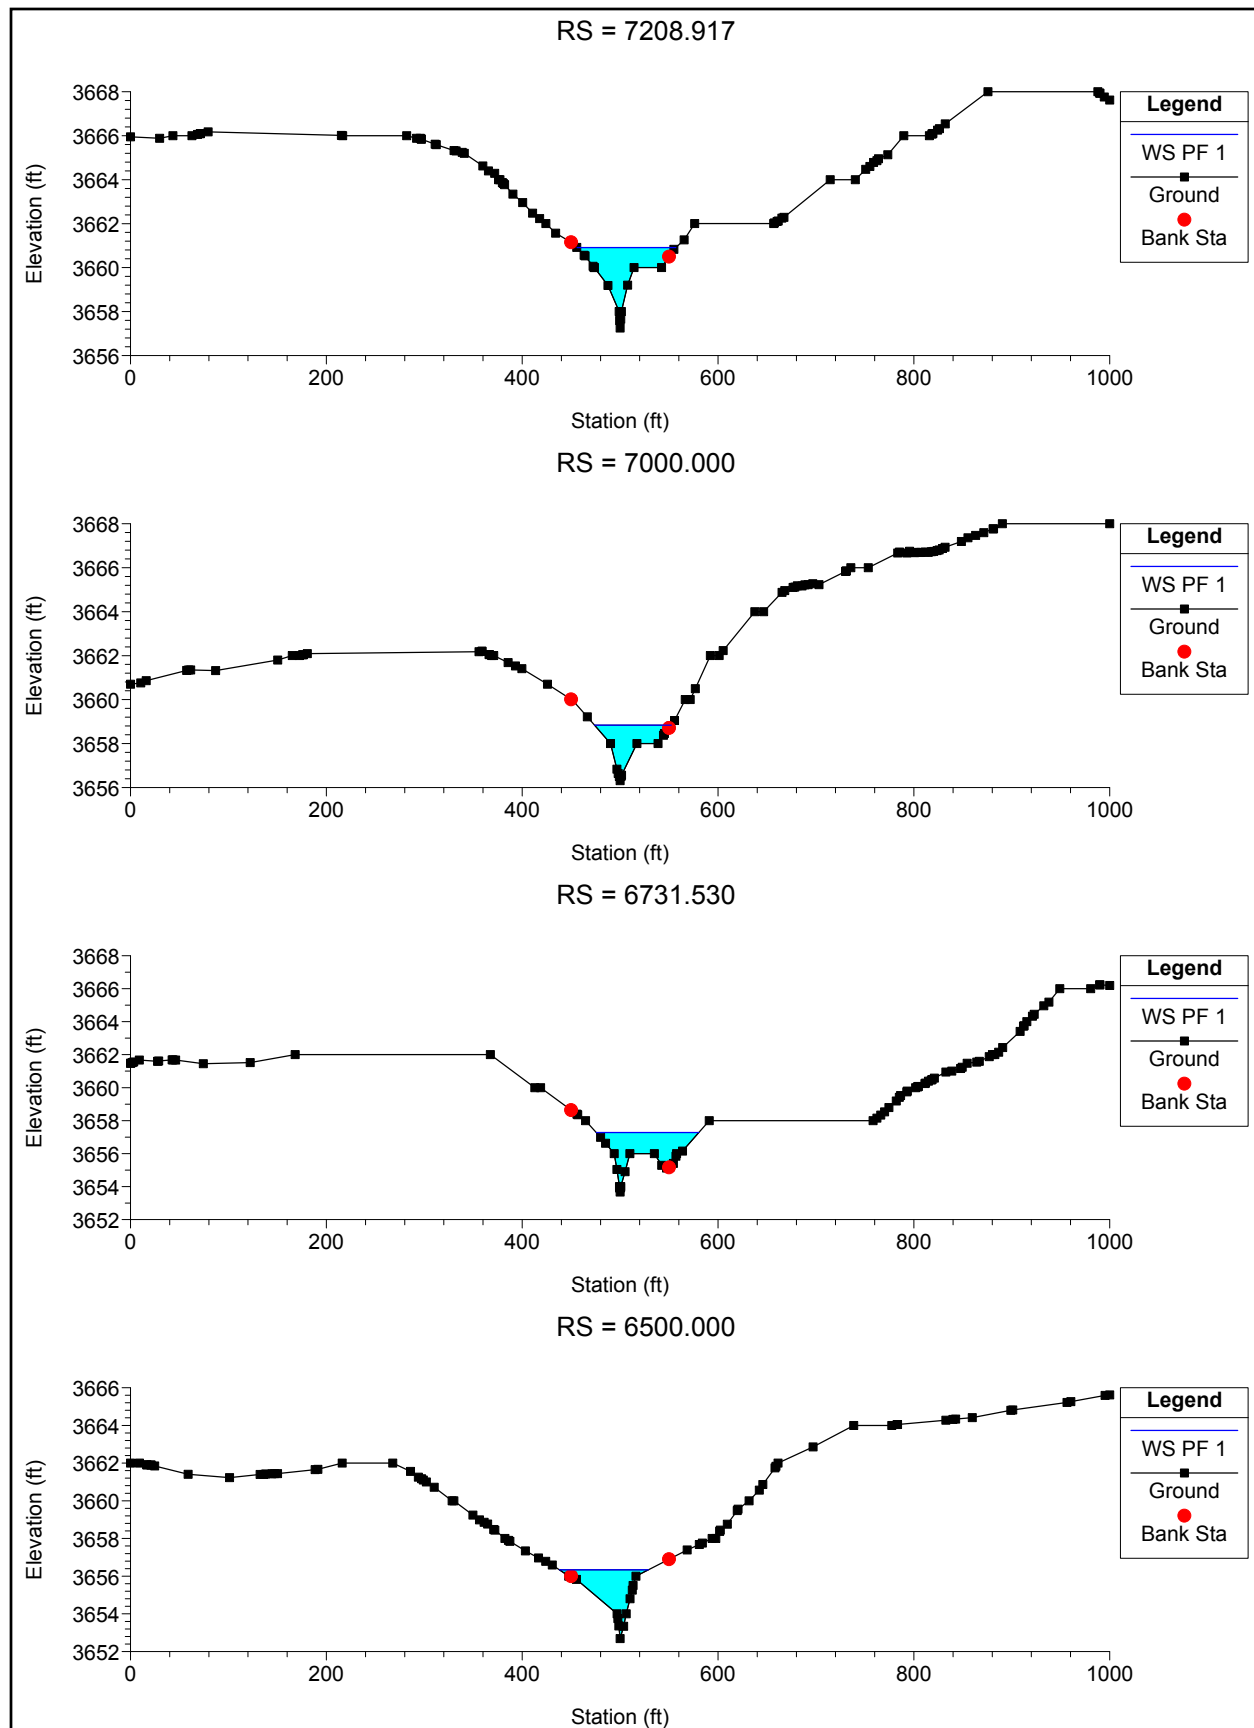 RS = 7208.917
3668
3666
3664
3662
3660
3658
3656
Elevation (ft)
0 200 400 600 800 1000
Station (ft)
Legend
WS PF 1
Ground
Bank Sta
RS = 7000.000
3668
3666
3664
3662
3660
3658
3656
Elevation (ft)
0 200 400 600 800 1000
Station (ft)
Legend
WS PF 1
Ground
Bank Sta
RS = 6731.530
3668
3666
3664
3662
3660
3658
3656
3654
3652
Elevation (ft)
0 200 400 600 800 1000
Station (ft)
Legend
WS PF 1
Ground
Bank Sta
RS = 6500.000
3666
3664
3662
3660
3658
3656
3654
3652
Elevation (ft)
0 200 400 600 800 1000
Station (ft)
Legend
WS PF 1
Ground
Bank Sta